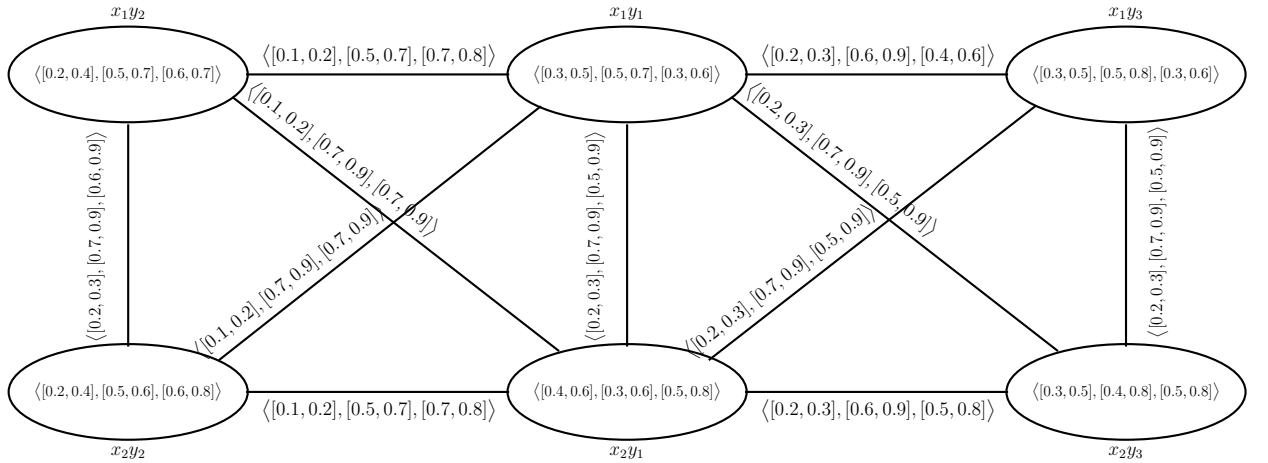 x₁y₂
x₁y₁
x₁y₃
⟨[0.1, 0.2], [0.5, 0.7], [0.7, 0.8]⟩
⟨[0.2, 0.3], [0.6, 0.9], [0.4, 0.6]⟩
⟨[0.2, 0.4], [0.5, 0.7], [0.6, 0.7]⟩
⟨[0.3, 0.5], [0.5, 0.7], [0.3, 0.6]⟩
⟨[0.3, 0.5], [0.5, 0.8], [0.3, 0.6]⟩
⟨[0.2, 0.3], [0.7, 0.9], [0.6, 0.9]⟩
⟨[0.1, 0.2], [0.7, 0.9], [0.7, 0.9]⟩
⟨[0.1, 0.2], [0.7, 0.9], [0.7, 0.9]⟩
⟨[0.2, 0.3], [0.7, 0.9], [0.5, 0.9]⟩
⟨[0.2, 0.3], [0.7, 0.9], [0.5, 0.9]⟩
⟨[0.2, 0.3], [0.7, 0.9], [0.5, 0.9]⟩
⟨[0.2, 0.3], [0.7, 0.9], [0.5, 0.9]⟩
⟨[0.2, 0.4], [0.5, 0.6], [0.6, 0.8]⟩
⟨[0.4, 0.6], [0.3, 0.6], [0.5, 0.8]⟩
⟨[0.3, 0.5], [0.4, 0.8], [0.5, 0.8]⟩
⟨[0.1, 0.2], [0.5, 0.7], [0.7, 0.8]⟩
⟨[0.2, 0.3], [0.6, 0.9], [0.5, 0.8]⟩
x₂y₂
x₂y₁
x₂y₃